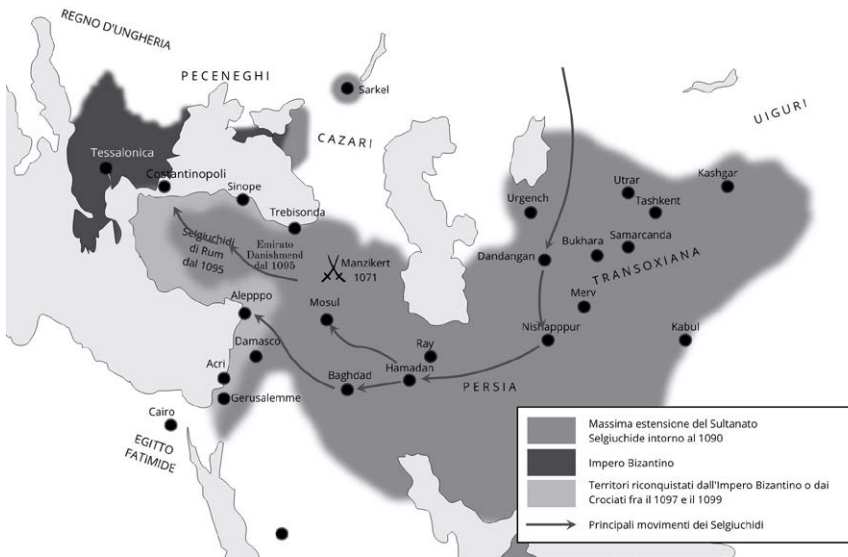 REGNO D'UNGHERIA
PECENEGHI
Sarkel
CAZARI
UIGURI
Tessalonica
Costantinopoli
Sinope
Trebisonda
Selgiuchidi
di Rum
dal 1095
Emirato
Danishmend
dal 1095
Manzikert
1071
Urgench
Utrar
Tashkent
Kashgar
Dandangan
Bukhara
Samarcanda
TRANSOXIANA
Merv
Alepppo
Mosul
Nishapppur
Kabul
Damasco
Ray
Hamadan
Baghdad
PERSIA
Acri
Gerusalemme
Cairo
EGITTO
FATIMIDE
Massima estensione del Sultanato
Selgiuchide intorno al 1090
Impero Bizantino
Territori riconquistati dall'Impero Bizantino o dai
Crociati fra il 1097 e il 1099
Principali movimenti dei Selgiuchidi